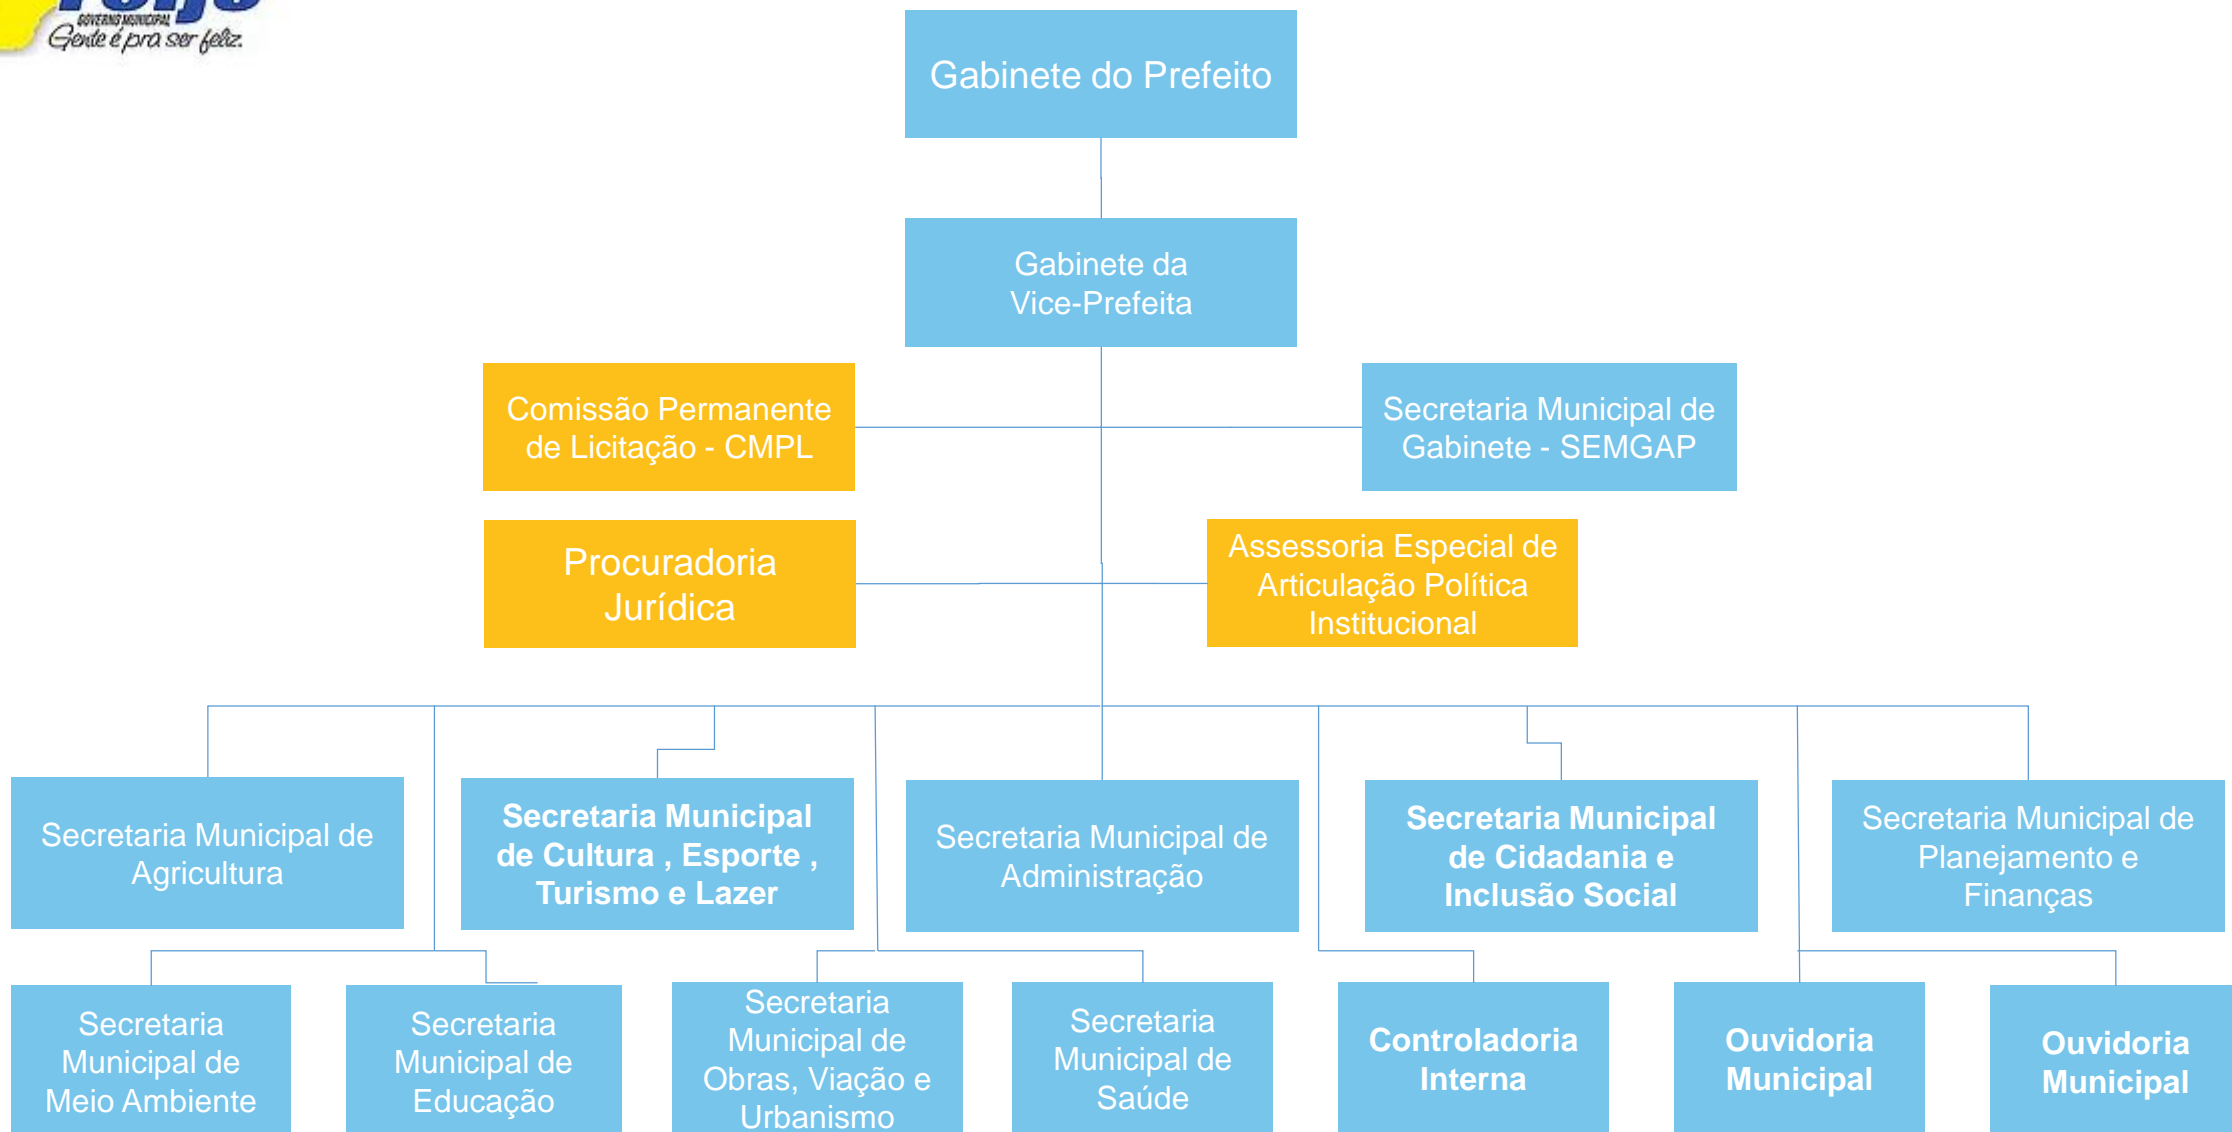 GOVERNO MUNICIPAL
Gente é pra ser feliz.
Gabinete do Prefeito
Gabinete da
Vice-Prefeita
Comissão Permanente
de Licitação - CMPL
Secretaria Municipal de
Gabinete - SEMGAP
Procuradoria
Jurídica
Assessoria Especial de
Articulação Política
Institucional
Secretaria Municipal de
Agricultura
Secretaria Municipal
de Cultura , Esporte ,
Turismo e Lazer
Secretaria Municipal de
Administração
Secretaria Municipal
de Cidadania e
Inclusão Social
Secretaria Municipal de
Planejamento e
Finanças
Secretaria
Municipal de
Meio Ambiente
Secretaria
Municipal de
Educação
Secretaria
Municipal de
Obras, Viação e
Urbanismo
Secretaria
Municipal de
Saúde
Controladoria
Interna
Ouvidoria
Municipal
Ouvidoria
Municipal